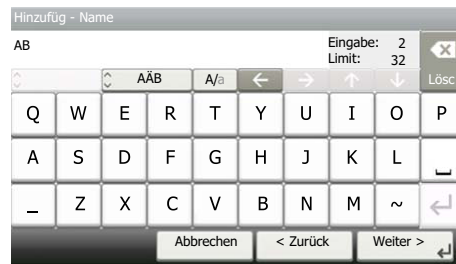 Hinzufüg - Name
AB Eingabe: 2
Limit: 32
AÄB A/a ← → ↑ ↓ Lösc
Q W E R T Y U I O P
A S D F G H J K L
_ Z X C V B N M ~
Abbrechen < Zurück Weiter >